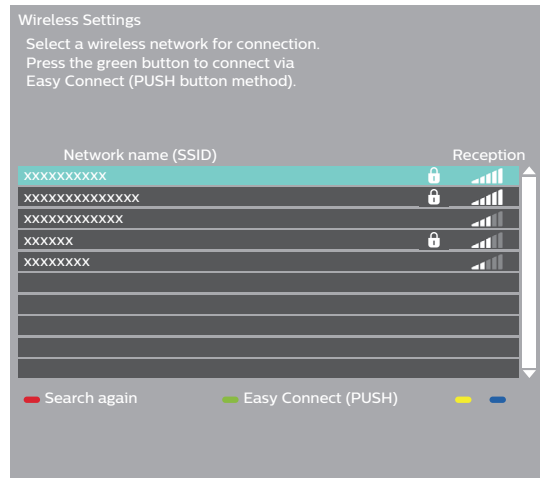 Wireless Settings
Select a wireless network for connection.
Press the green button to connect via
Easy Connect (PUSH button method).
Network name (SSID) Reception
xxxxxxxxxx
xxxxxxxxxxxxxx
xxxxxxxxxxxx
xxxxxx
xxxxxxxx
Search again Easy Connect (PUSH)